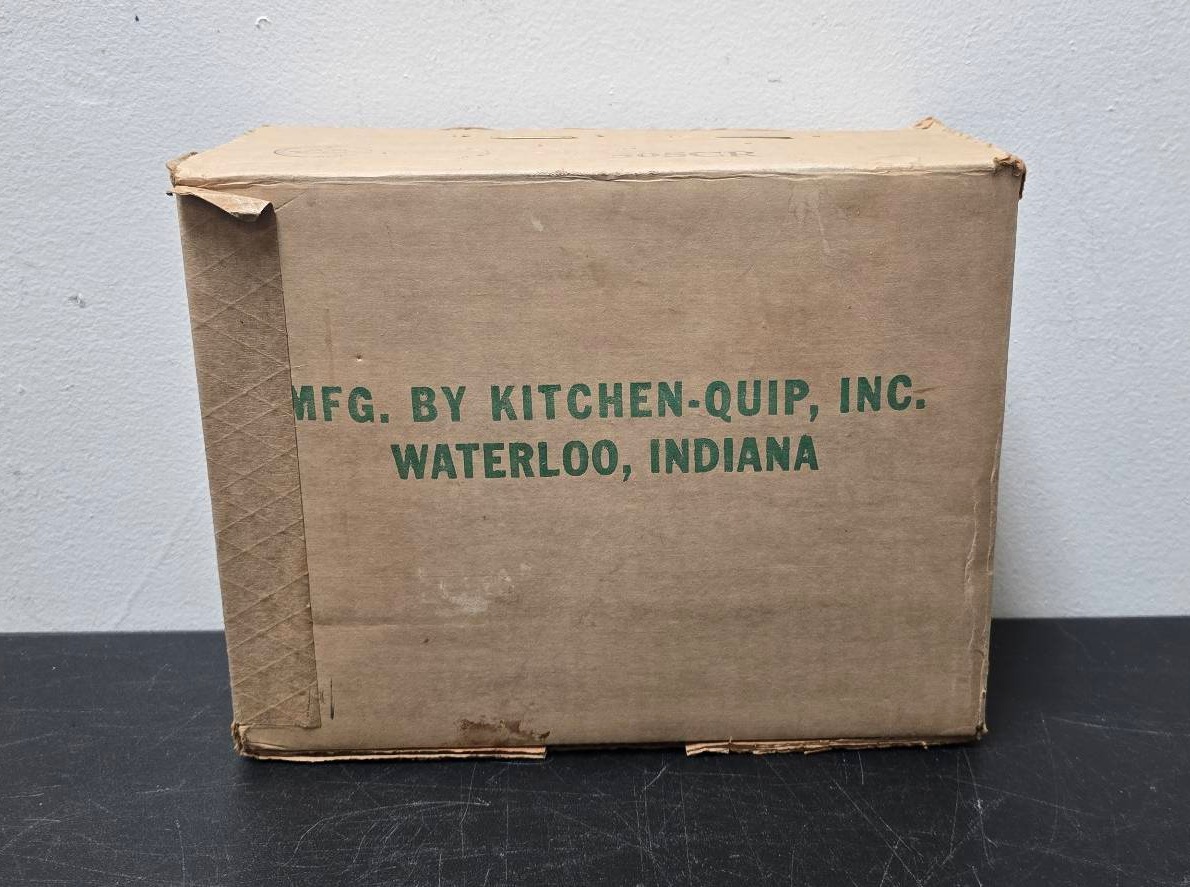 MFG. BY KITCHEN-QUIP, INC.
WATERLOO, INDIANA